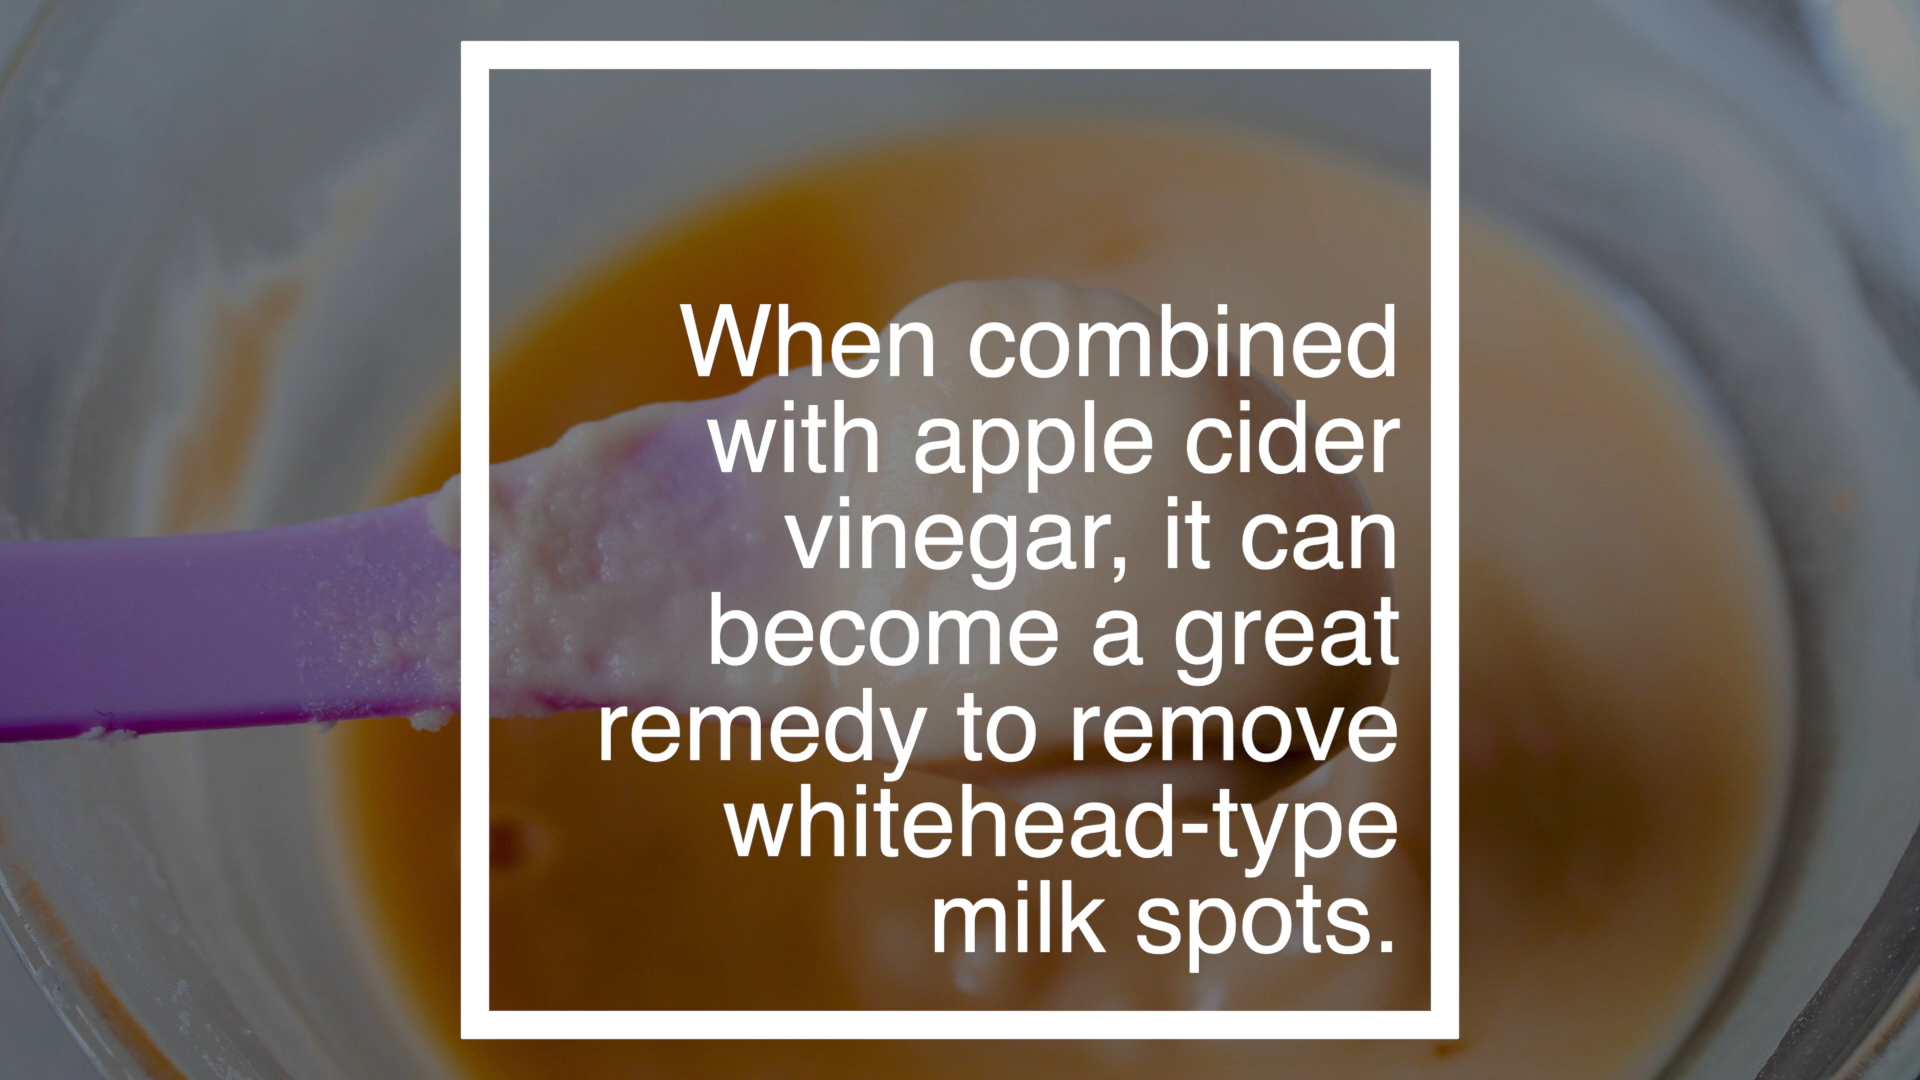 When combined
with apple cider
vinegar, it can
become a great
remedy to remove
whitehead-type
milk spots.